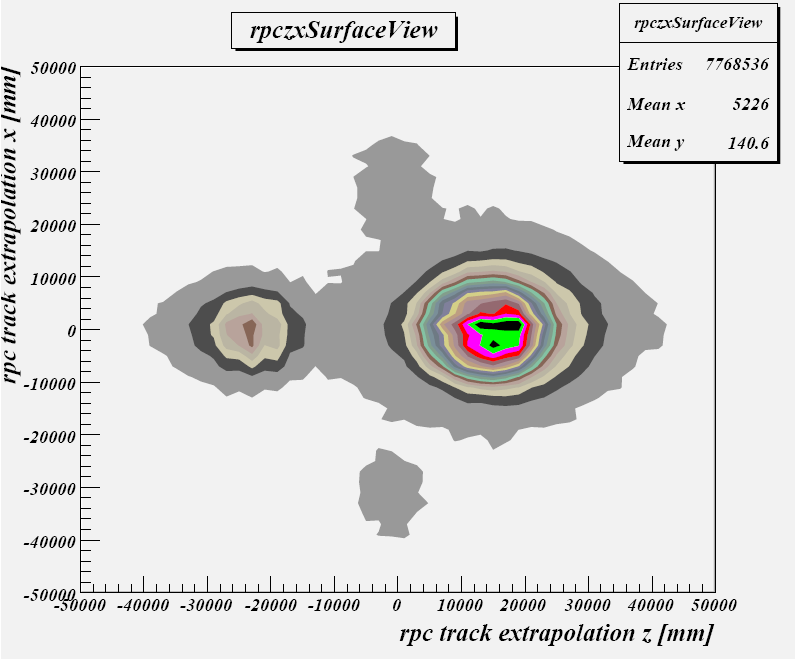 rpczxSurfaceView
rpczxSurfaceView
Entries 7768536
Mean x 5226
Mean y 140.6
rpc track extrapolation x [mm]
50000
40000
30000
20000
10000
0
-10000
-20000
-30000
-40000
-50000
-50000 -40000 -30000 -20000 -10000 0 10000 20000 30000 40000 50000
rpc track extrapolation z [mm]